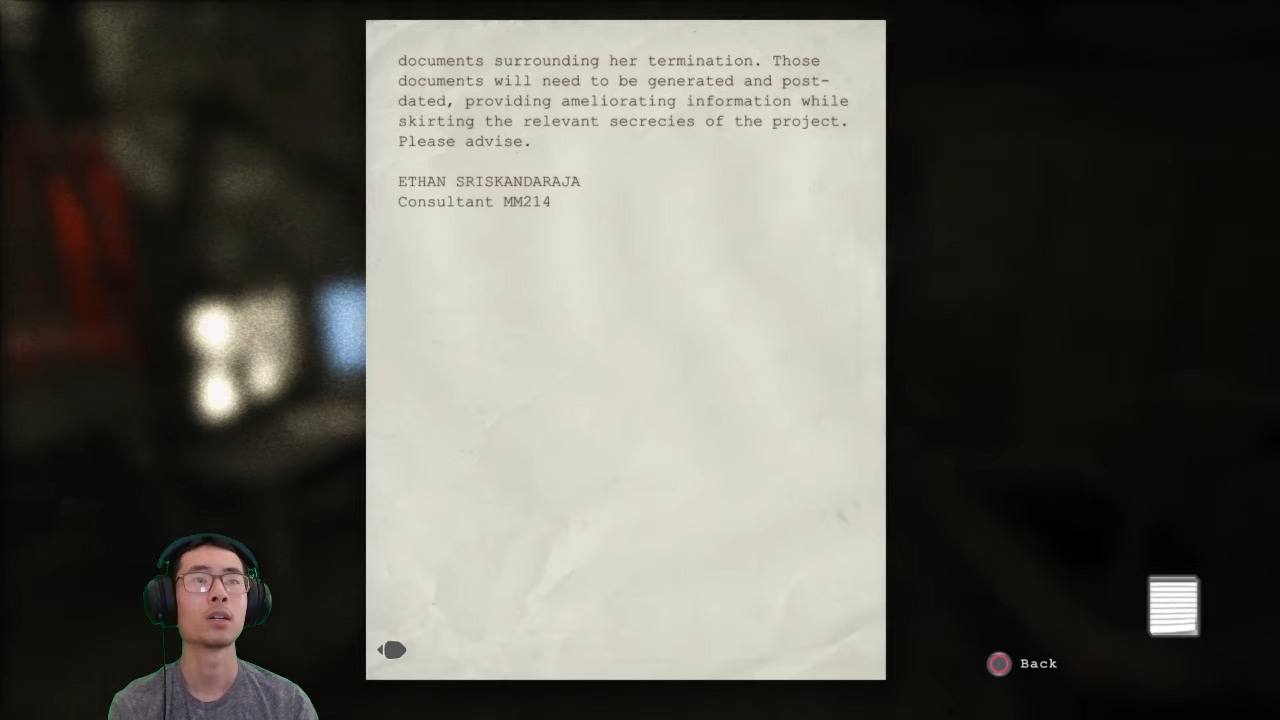 documents surrounding her termination. Those
documents will need to be generated and post-
dated, providing ameliorating information while
skirting the relevant secrecies of the project.
Please advise.
ETHAN SRISKANDARAJA
Consultant MM214
Back